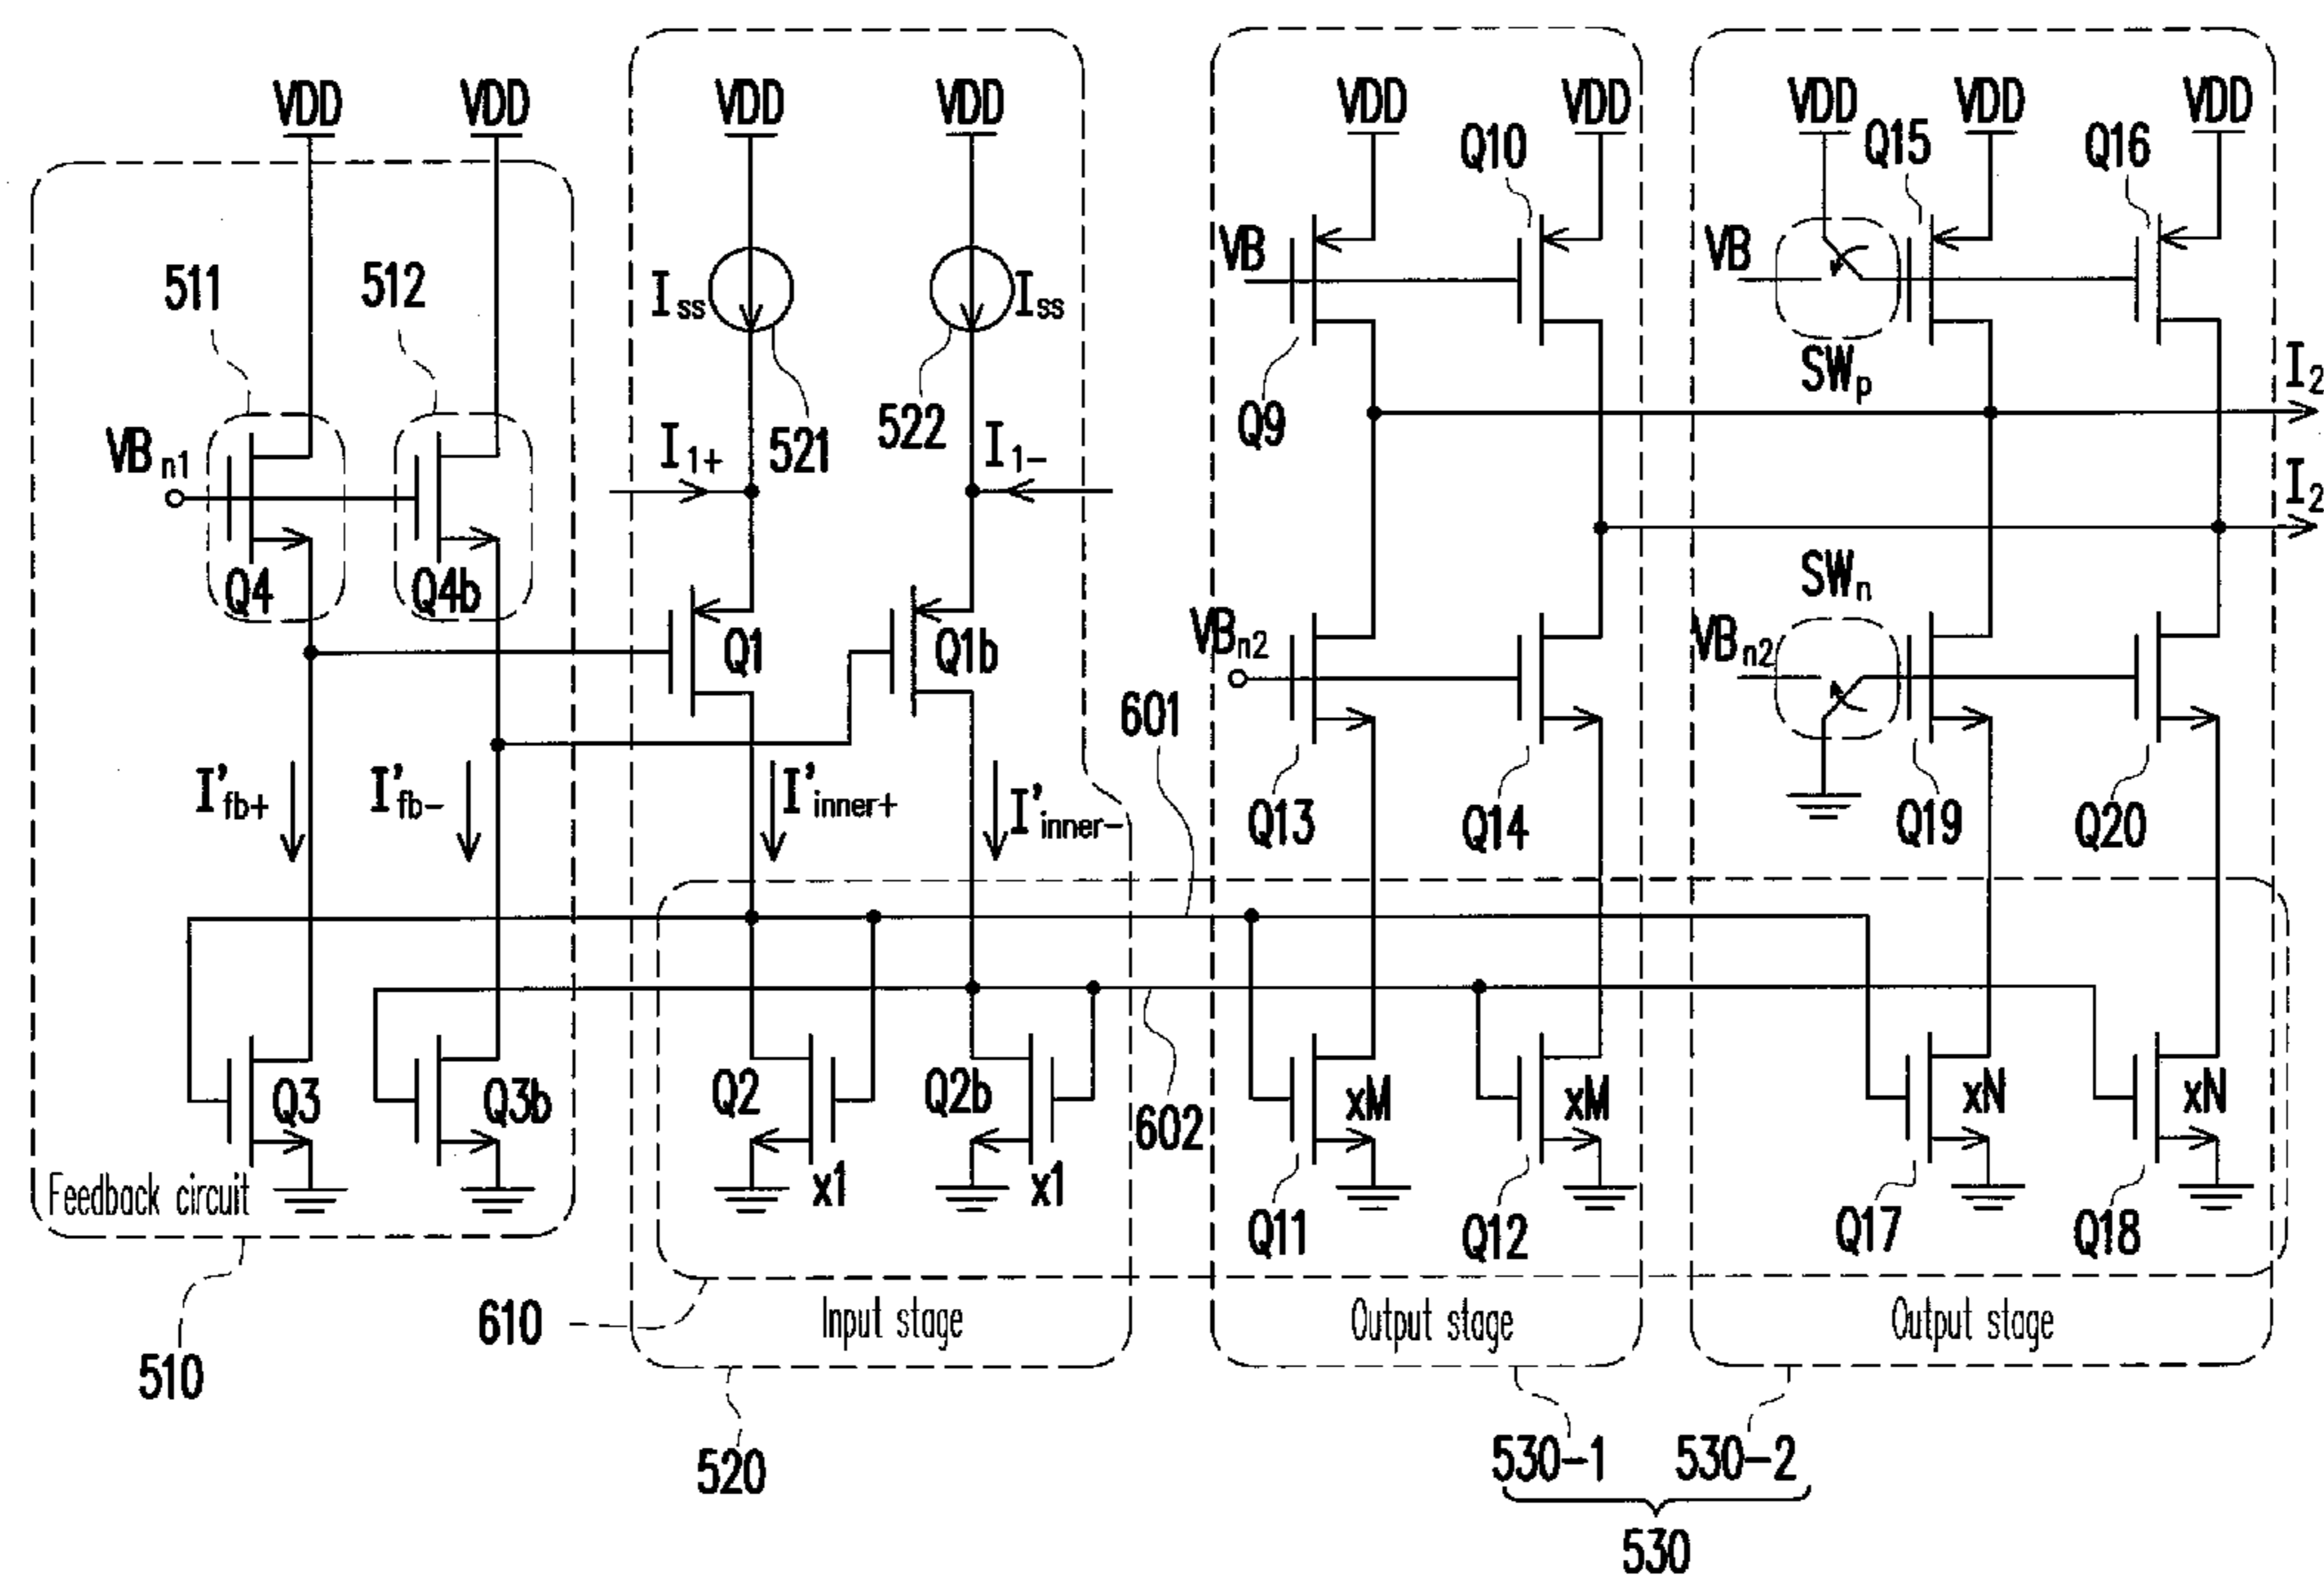 VDD VDD VDD VDD VDD VDD VDD VDD VDD
Q10 Q15 Q16
VB VB
511 512 Iss Iss
SWp I2
Q9
VBn1 I1+ 521 522 I1- I2
Q4 Q4b SWn
Q1 Q1b VBn2 VBn2
601
I'fb+ I'fb- I'inner+ I'inner- Q13 Q14 Q19 Q20
Q3 Q3b Q2 Q2b 602 xM xM xN xN
Feedback circuit x1 x1
Q11 Q12 Q17 Q18
610 Input stage Output stage Output stage
510
520 530-1 530-2
530